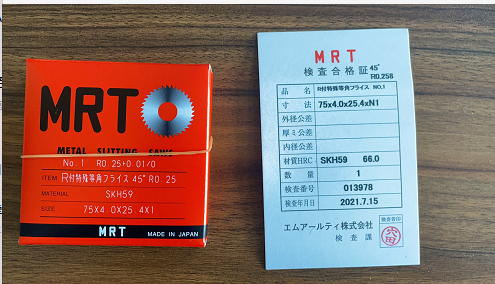 MRT
METAL SLITTING SAWS
No.1 R0.25+0.01/0
ITEM R付特殊等角フライス 45° R0.25
MATERIAL SKH59
SIZE 75X4.0X25.4X1
MRT MADE IN JAPAN
MRT
検査合格証 45°
R0.258
品名 R付特殊等角フライス NO.1
寸法 75x4.0x25.4xN1
外径公差
厚ミ公差
内径公差
材質HRC SKH59 66.0
数量 1
検査番号 013978
検査年月日 2021.7.15
エムアールティ株式会社
検査課